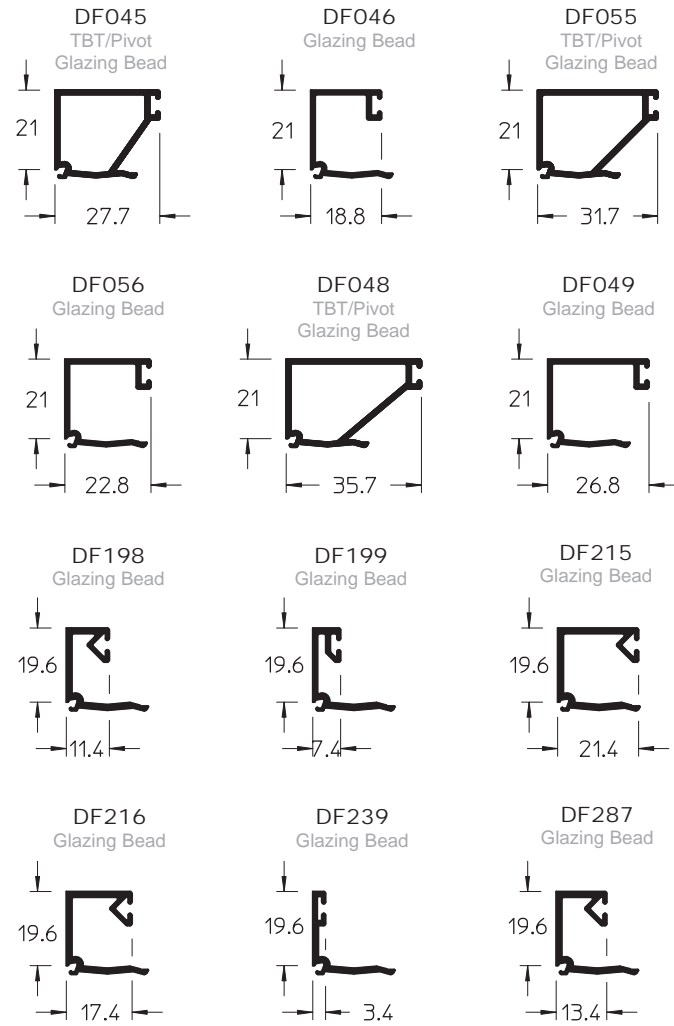 DF045
TBT/Pivot
Glazing Bead
21
27.7
DF046
Glazing Bead
21
18.8
DF055
TBT/Pivot
Glazing Bead
21
31.7
DF056
Glazing Bead
21
22.8
DF048
TBT/Pivot
Glazing Bead
21
35.7
DF049
Glazing Bead
21
26.8
DF198
Glazing Bead
19.6
11.4
DF199
Glazing Bead
19.6
7.4
DF215
Glazing Bead
19.6
21.4
DF216
Glazing Bead
19.6
17.4
DF239
Glazing Bead
19.6
3.4
DF287
Glazing Bead
19.6
13.4